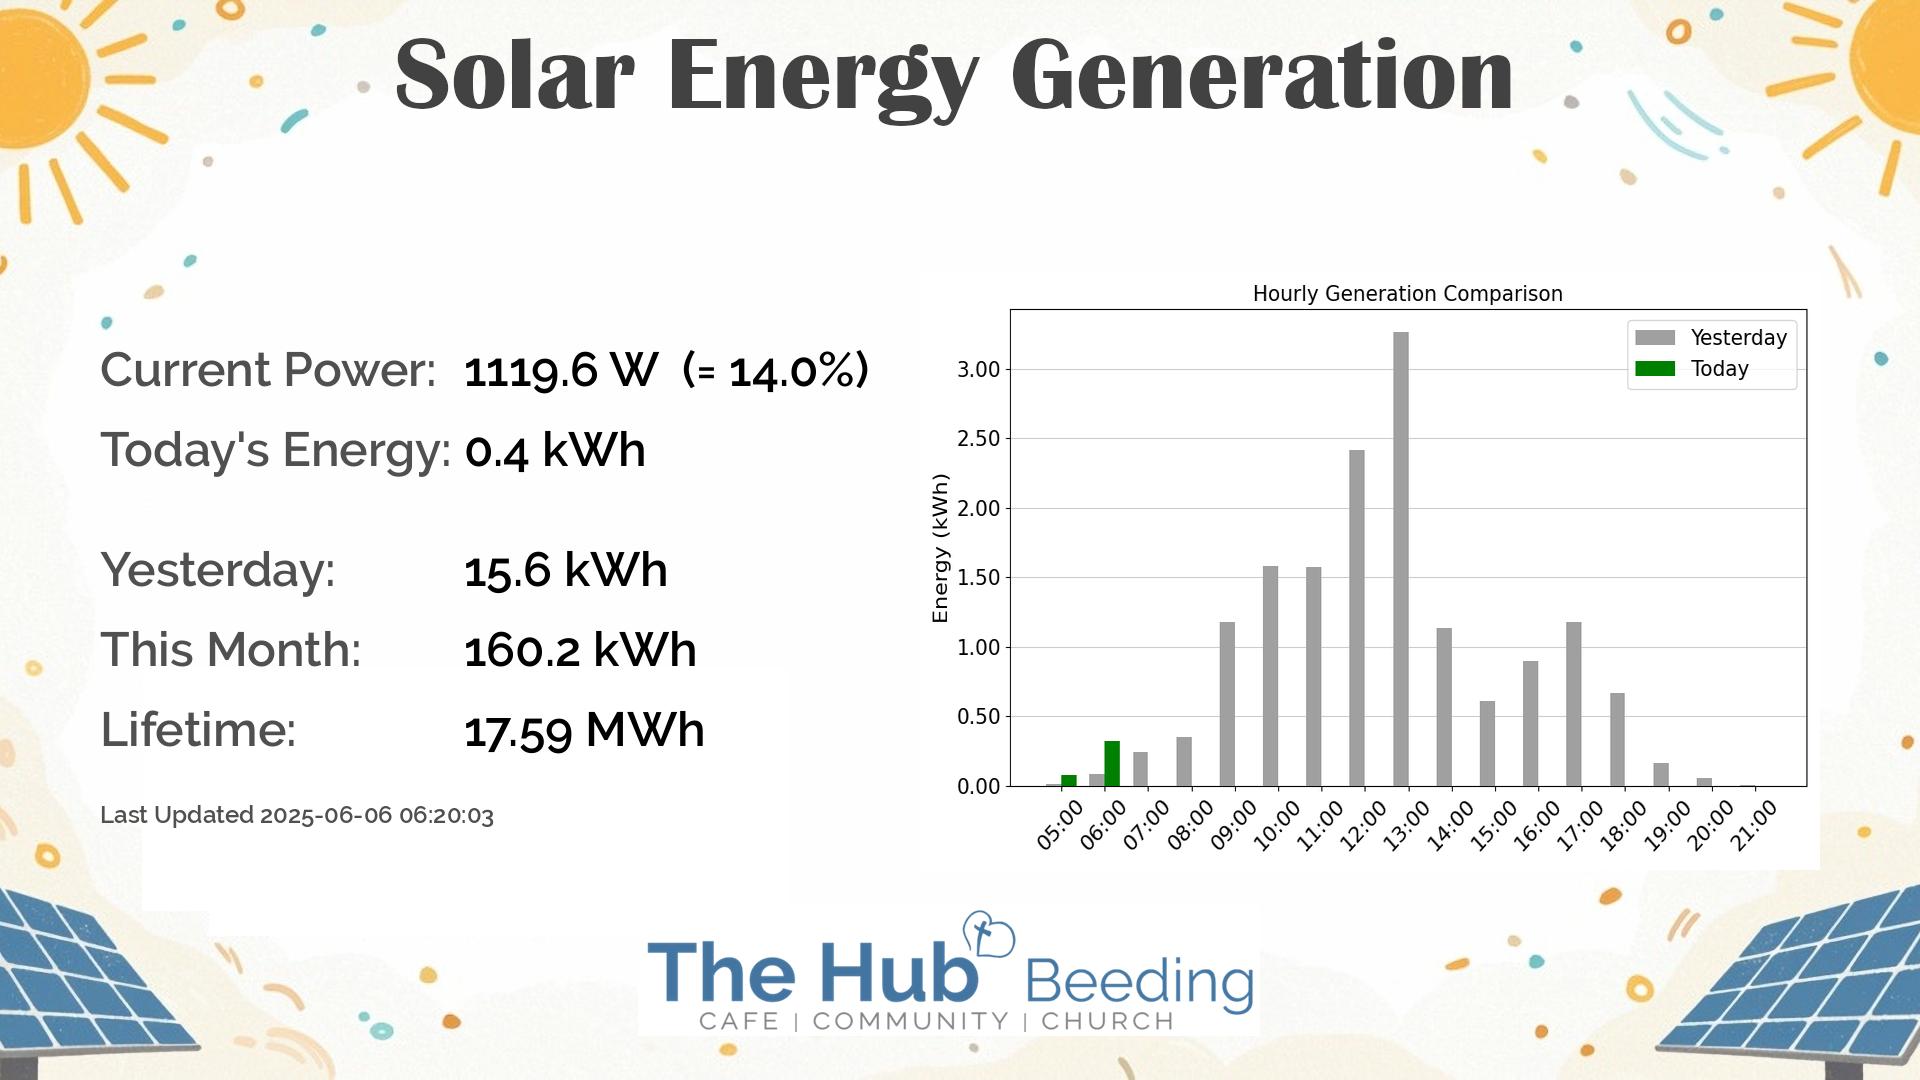 Solar Energy Generation
Current Power: 1119.6 W (= 14.0%)
Today's Energy: 0.4 kWh
Yesterday: 15.6 kWh
This Month: 160.2 kWh
Lifetime: 17.59 MWh
Last Updated 2025-06-06 06:20:03
Hourly Generation Comparison
Yesterday
Today
Energy (kWh)
3.00
2.50
2.00
1.50
1.00
0.50
0.00
05:00 06:00 07:00 08:00 09:00 10:00 11:00 12:00 13:00 14:00 15:00 16:00 17:00 18:00 19:00 20:00 21:00
The Hub Beeding
CAFE | COMMUNITY | CHURCH